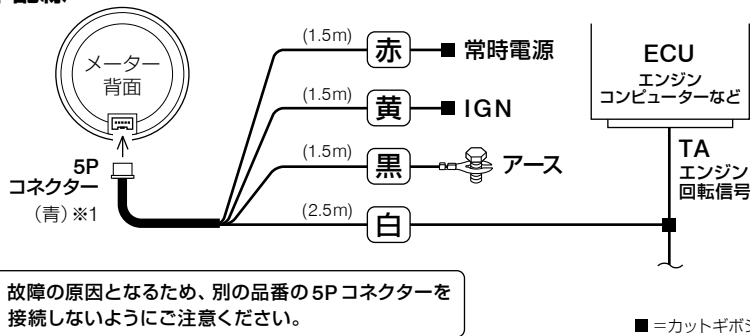 メーター
背面
5P
コネクター
（青）※1
(1.5m) 赤 常時電源
(1.5m) 黄 IGN
(1.5m) 黒 アース
(2.5m) 白
ECU
エンジン
コンピューターなど
TA
エンジン
回転信号
故障の原因となるため、別の品番の5Pコネクターを
接続しないようにご注意ください。
■=カットギボシ